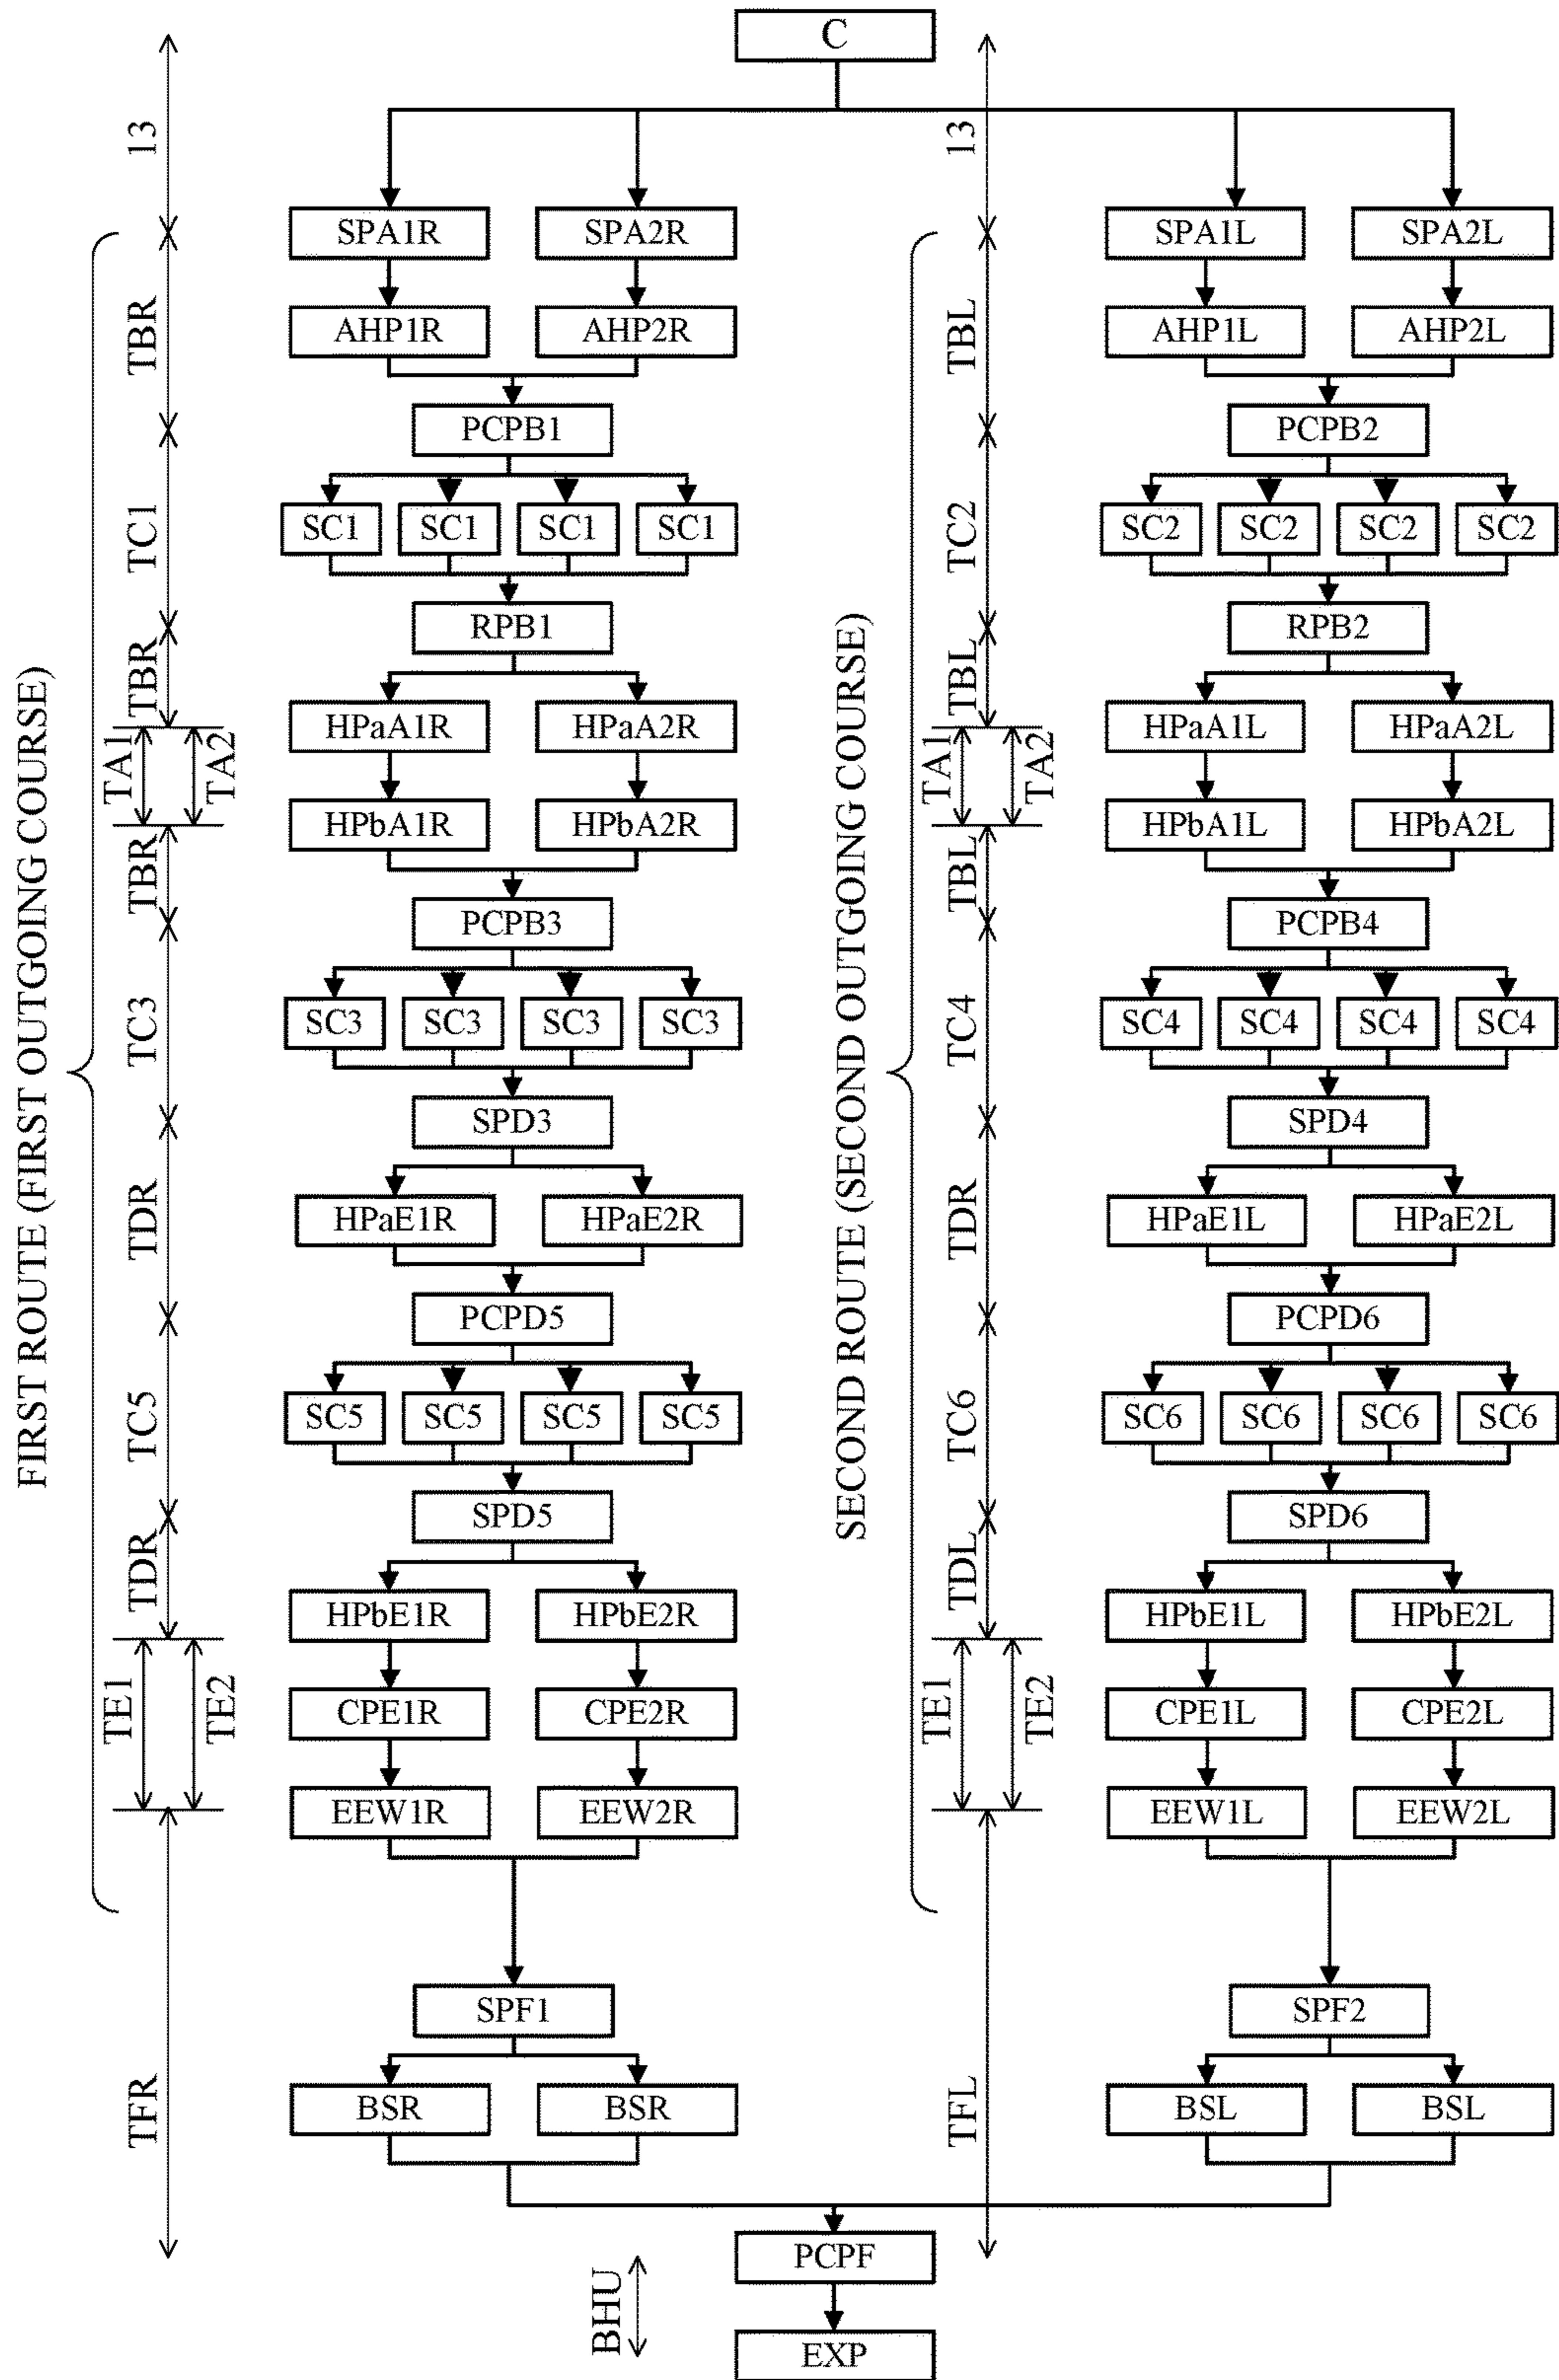 C
13
13
SPA1R SPA2R SPA1L SPA2L
TBR
TBL
AHP1R AHP2R AHP1L AHP2L
PCPB1 PCPB2
TC1
TC2
SC1 SC1 SC1 SC1 SC2 SC2 SC2 SC2
RPB1 RPB2
TBR
TBL
HPaA1R HPaA2R HPaA1L HPaA2L
TA1
TA2
TA1
TA2
HPbA1R HPbA2R HPbA1L HPbA2L
TBR
TBL
PCPB3 PCPB4
TC3
TC4
SC3 SC3 SC3 SC3 SC4 SC4 SC4 SC4
FIRST ROUTE (FIRST OUTGOING COURSE)
SECOND ROUTE (SECOND OUTGOING COURSE)
SPD3 SPD4
TDR
TDR
HPaE1R HPaE2R HPaE1L HPaE2L
PCPD5 PCPD6
TC5
TC6
SC5 SC5 SC5 SC5 SC6 SC6 SC6 SC6
SPD5 SPD6
TDR
TDL
HPbE1R HPbE2R HPbE1L HPbE2L
TE1
TE2
TE1
TE2
CPE1R CPE2R CPE1L CPE2L
EEW1R EEW2R EEW1L EEW2L
SPF1 SPF2
TFR
TFL
BSR BSR BSL BSL
PCPF
BHU
EXP